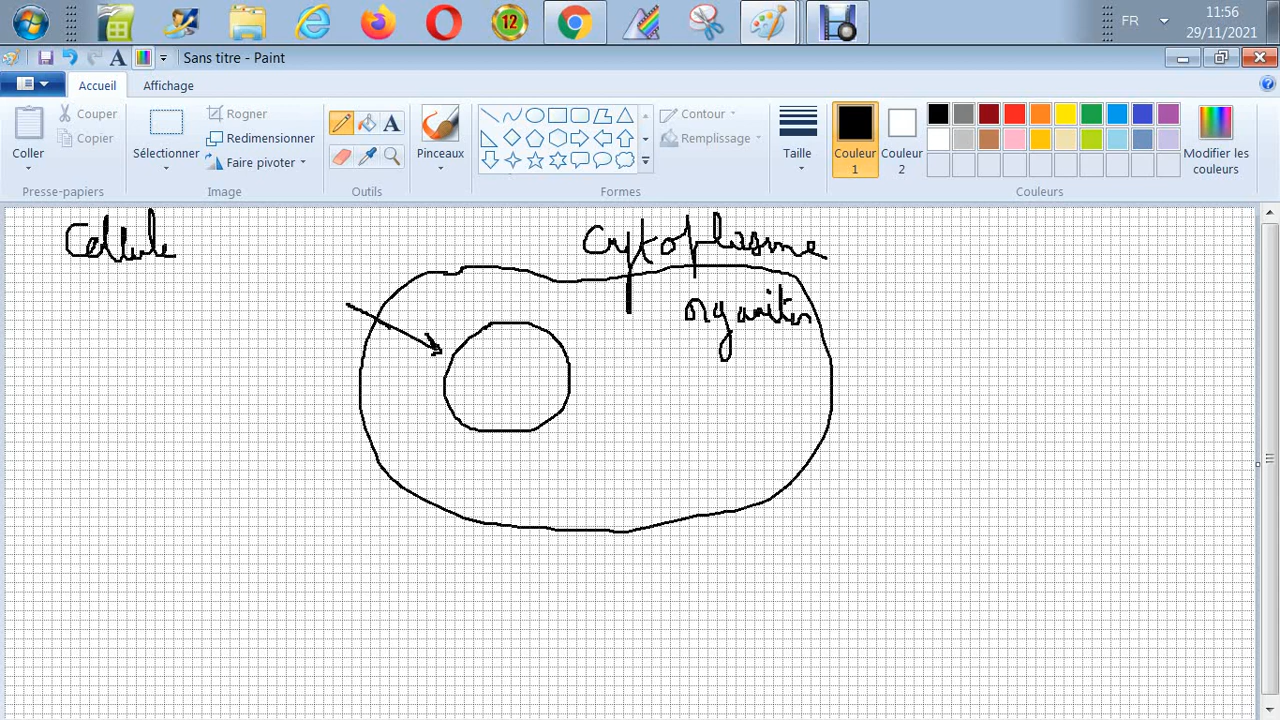 12
FR
11:56
29/11/2021
Sans titre - Paint
Accueil
Affichage
Coller
Couper
Copier
Presse-papiers
Sélectionner
Rogner
Redimensionner
Faire pivoter
Image
Outils
Pinceaux
Contour
Remplissage
Formes
Taille
Couleur 1
Couleur 2
Modifier les couleurs
Couleurs
Cellule
Cytoplasme